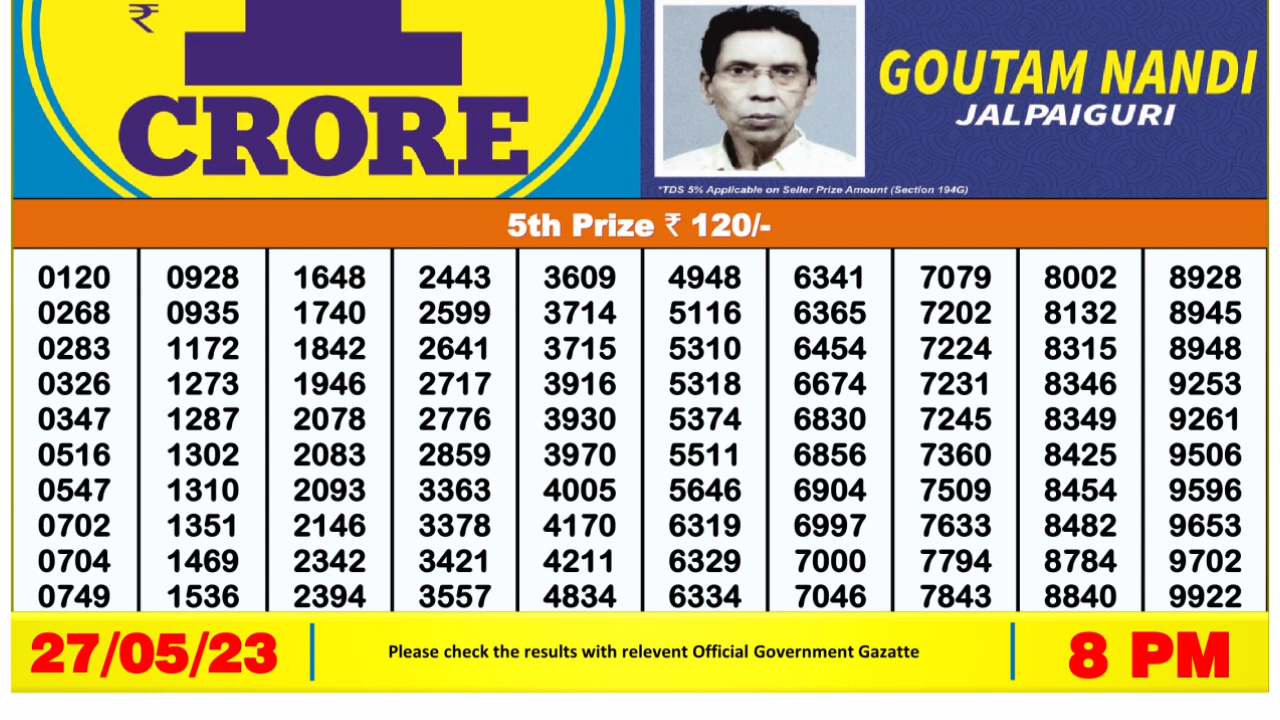 ₹
1
CRORE
GOUTAM NANDI
JALPAIGURI
*TDS 5% Applicable on Seller Prize Amount (Section 194G)
5th Prize ₹ 120/-
0120 0928 1648 2443 3609 4948 6341 7079 8002 8928
0268 0935 1740 2599 3714 5116 6365 7202 8132 8945
0283 1172 1842 2641 3715 5310 6454 7224 8315 8948
0326 1273 1946 2717 3916 5318 6674 7231 8346 9253
0347 1287 2078 2776 3930 5374 6830 7245 8349 9261
0516 1302 2083 2859 3970 5511 6856 7360 8425 9506
0547 1310 2093 3363 4005 5646 6904 7509 8454 9596
0702 1351 2146 3378 4170 6319 6997 7633 8482 9653
0704 1469 2342 3421 4211 6329 7000 7794 8784 9702
0749 1536 2394 3557 4834 6334 7046 7843 8840 9922
27/05/23 Please check the results with relevent Official Government Gazatte 8 PM